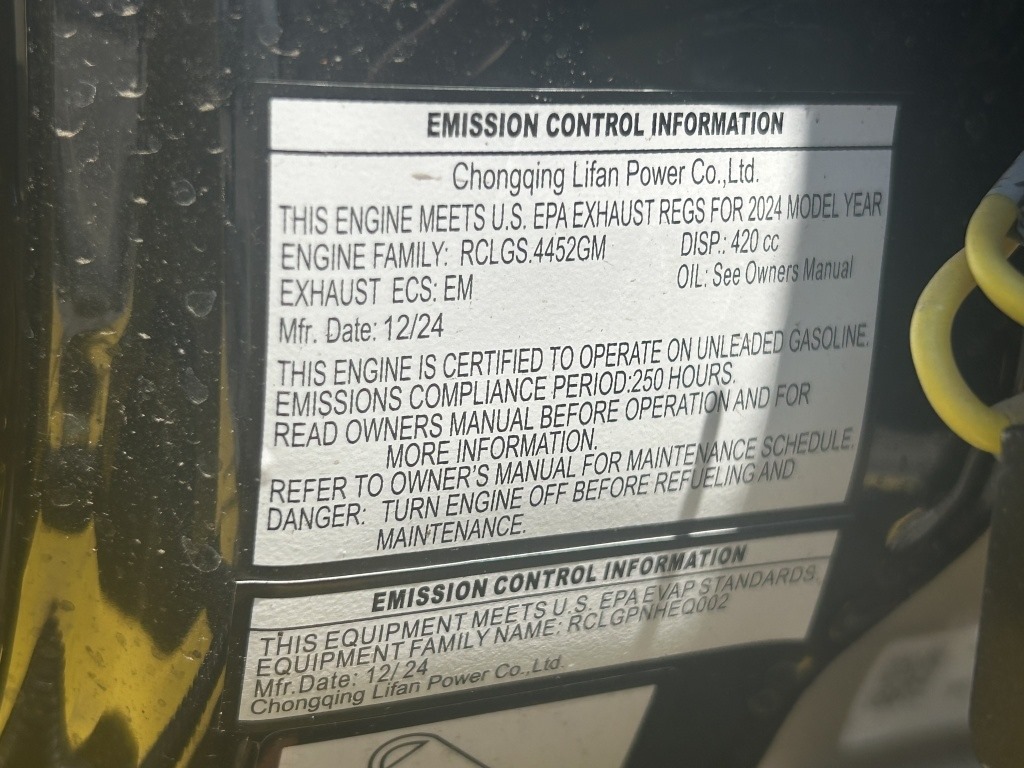 EMISSION CONTROL INFORMATION
Chongqing Lifan Power Co.,Ltd.
THIS ENGINE MEETS U.S. EPA EXHAUST REGS FOR 2024 MODEL YEAR
ENGINE FAMILY: RCLGS.4452GM DISP.: 420 cc
EXHAUST ECS: EM OIL: See Owners Manual
Mfr. Date: 12/24
THIS ENGINE IS CERTIFIED TO OPERATE ON UNLEADED GASOLINE.
EMISSIONS COMPLIANCE PERIOD:250 HOURS.
READ OWNERS MANUAL BEFORE OPERATION AND FOR
MORE INFORMATION.
REFER TO OWNER'S MANUAL FOR MAINTENANCE SCHEDULE.
DANGER: TURN ENGINE OFF BEFORE REFUELING AND
MAINTENANCE.
EMISSION CONTROL INFORMATION
THIS EQUIPMENT MEETS U.S. EPA EVAP STANDARDS.
EQUIPMENT FAMILY NAME: RCLGPNHEQ002
Mfr.Date: 12/ 24
Chongqing Lifan Power Co.,Ltd.